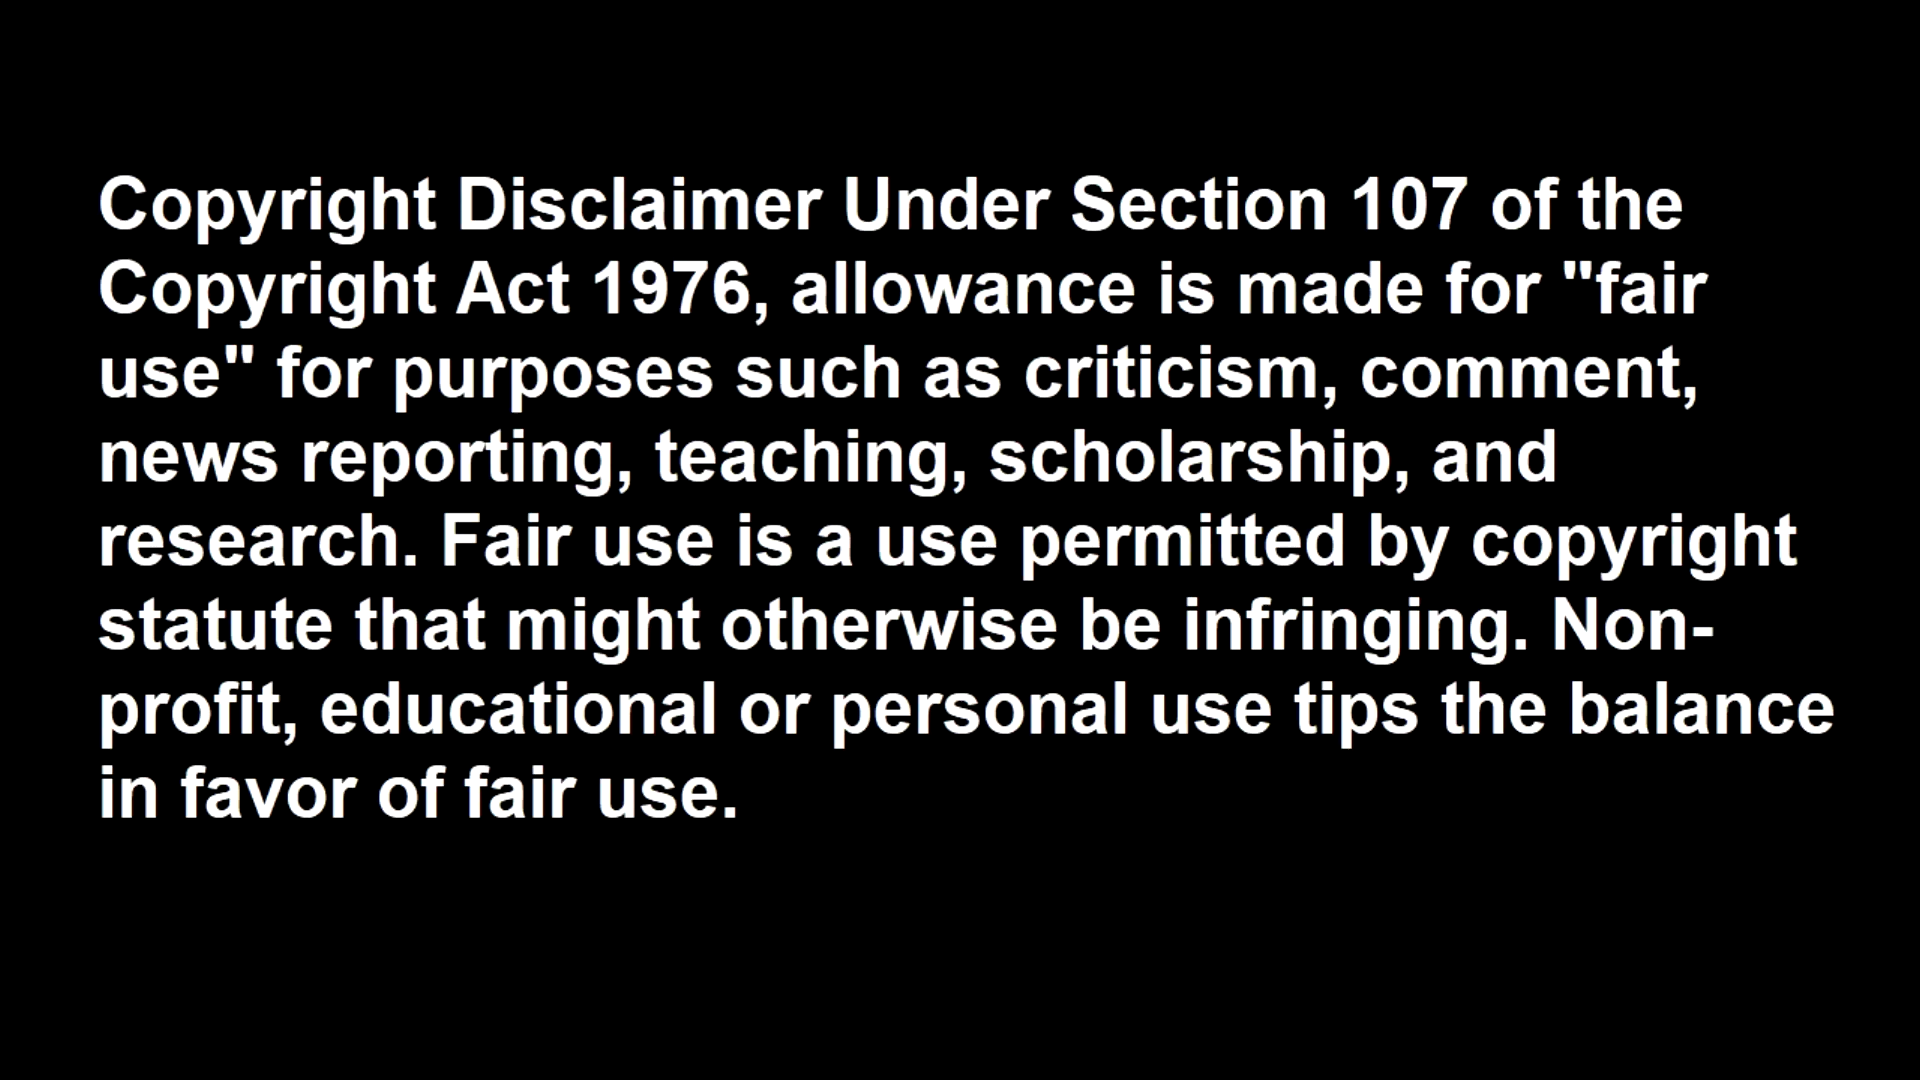 Copyright Disclaimer Under Section 107 of the
Copyright Act 1976, allowance is made for "fair
use" for purposes such as criticism, comment,
news reporting, teaching, scholarship, and
research. Fair use is a use permitted by copyright
statute that might otherwise be infringing. Non-
profit, educational or personal use tips the balance
in favor of fair use.